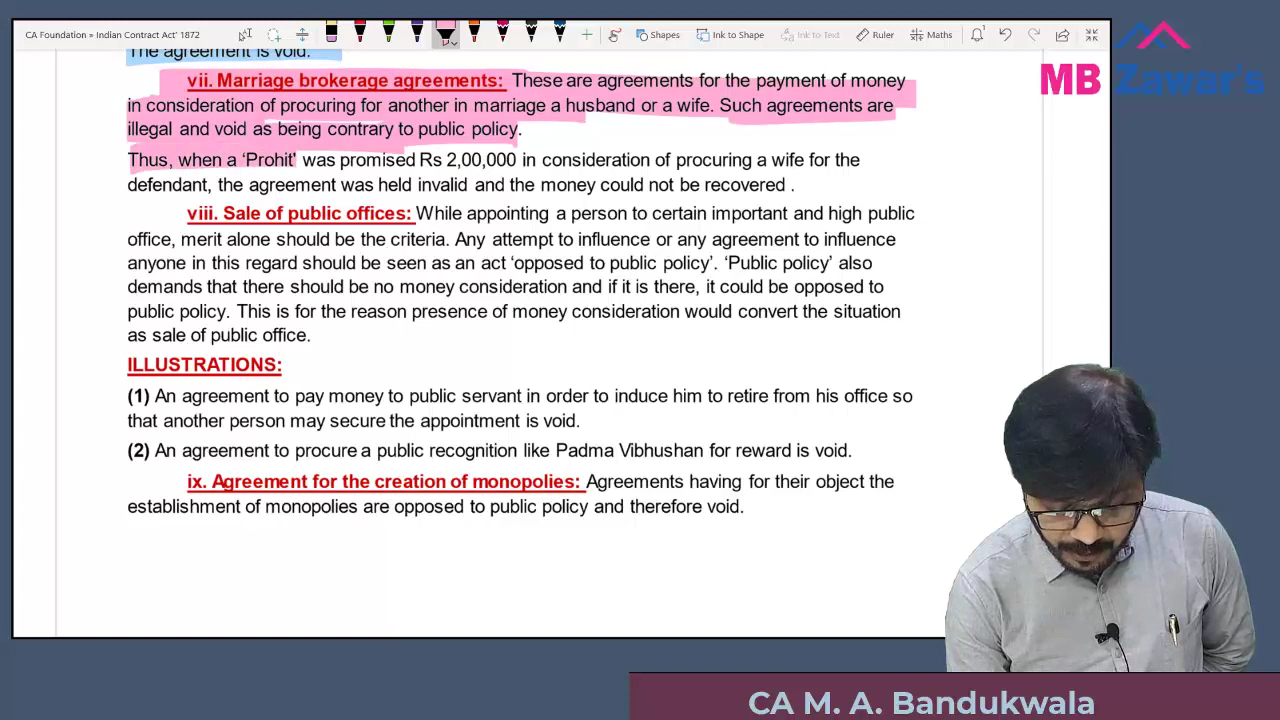 CA Foundation = Indian Contract Act' 1872
Shapes
Ink to Shape
Ink to Text
Ruler
Maths
The agreement is void.
vii. Marriage brokerage agreements: These are agreements for the payment of money
in consideration of procuring for another in marriage a husband or a wife. Such agreements are
illegal and void as being contrary to public policy.
Thus, when a ‘Prohit’ was promised Rs 2,00,000 in consideration of procuring a wife for the
defendant, the agreement was held invalid and the money could not be recovered .
viii. Sale of public offices: While appointing a person to certain important and high public
office, merit alone should be the criteria. Any attempt to influence or any agreement to influence
anyone in this regard should be seen as an act ‘opposed to public policy’. ‘Public policy’ also
demands that there should be no money consideration and if it is there, it could be opposed to
public policy. This is for the reason presence of money consideration would convert the situation
as sale of public office.
ILLUSTRATIONS:
(1) An agreement to pay money to public servant in order to induce him to retire from his office so
that another person may secure the appointment is void.
(2) An agreement to procure a public recognition like Padma Vibhushan for reward is void.
ix. Agreement for the creation of monopolies: Agreements having for their object the
establishment of monopolies are opposed to public policy and therefore void.
MB Zawar's
CA M. A. Bandukwala